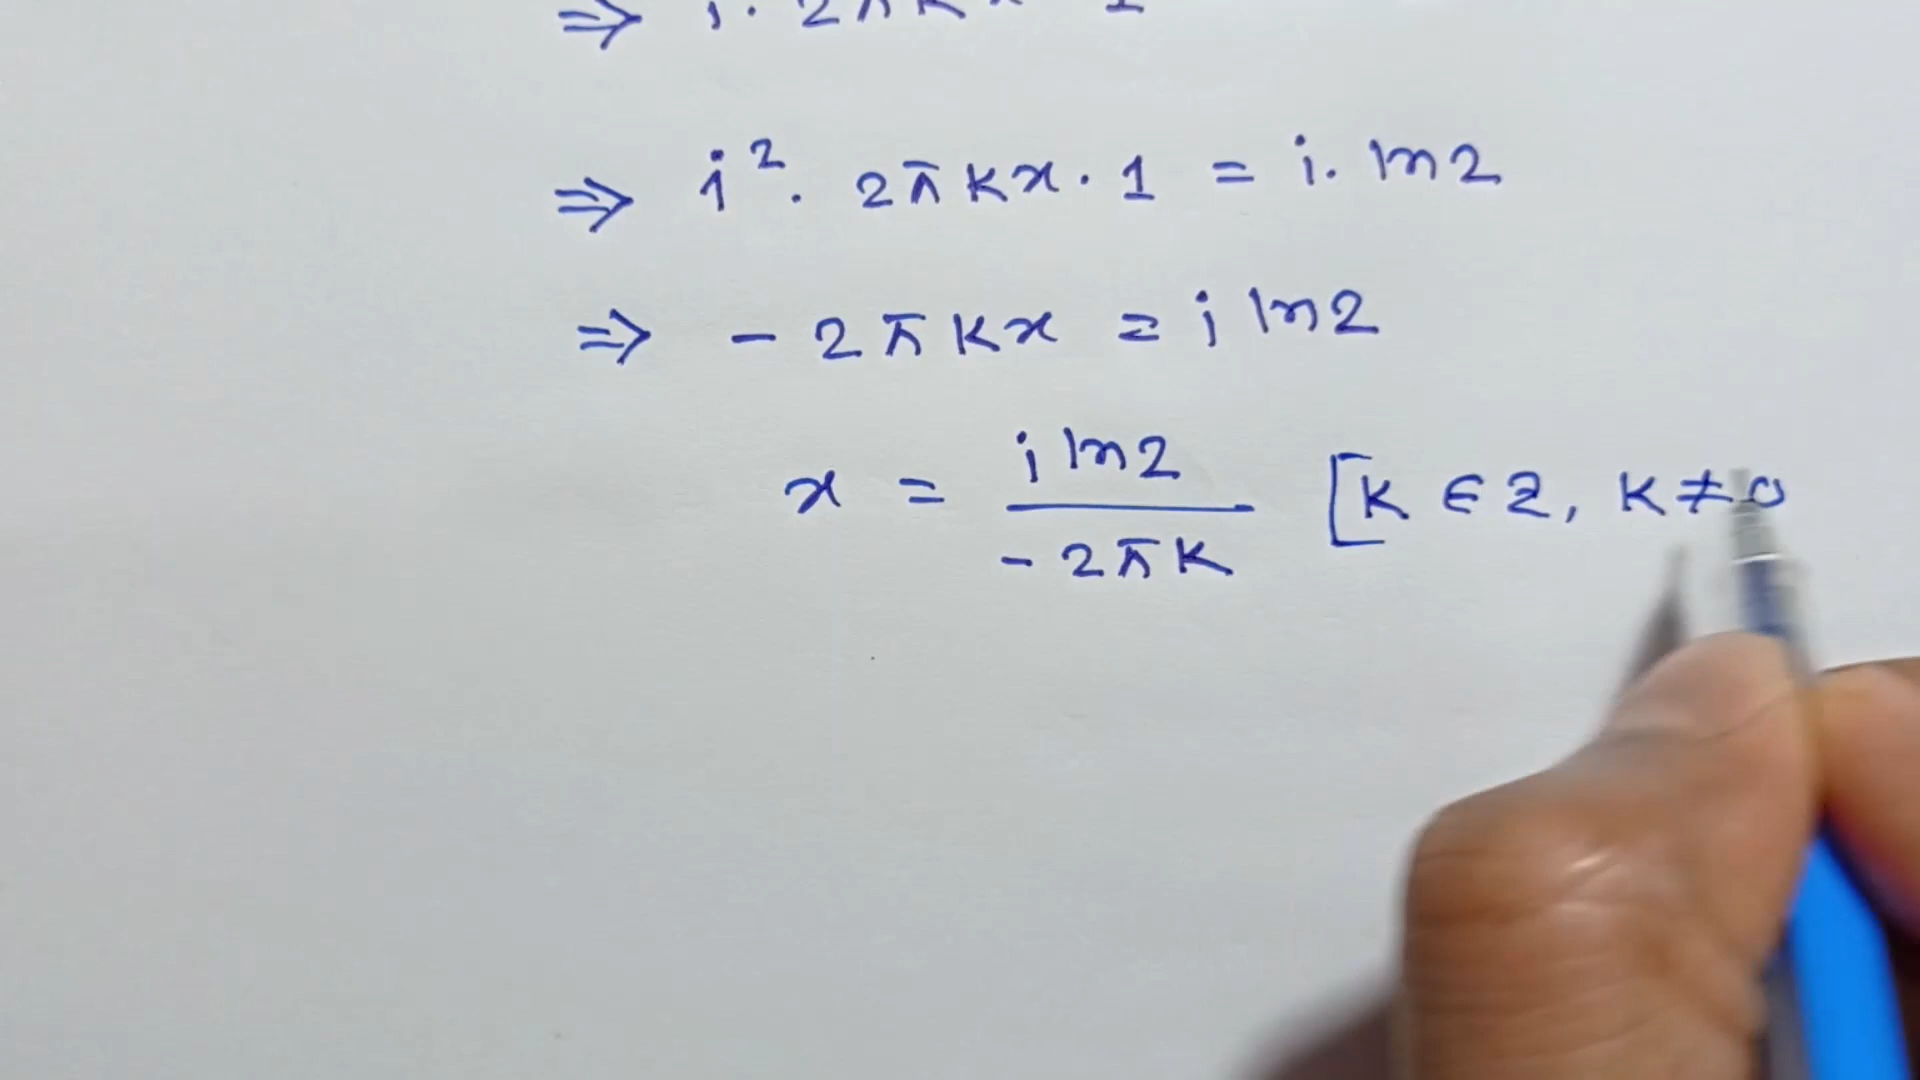 ⇒ i² · 2πkx · 1 = i · ln2
⇒ - 2πkx = i ln2
x = i ln2 / -2πk [k ∈ Z, k ≠ 0